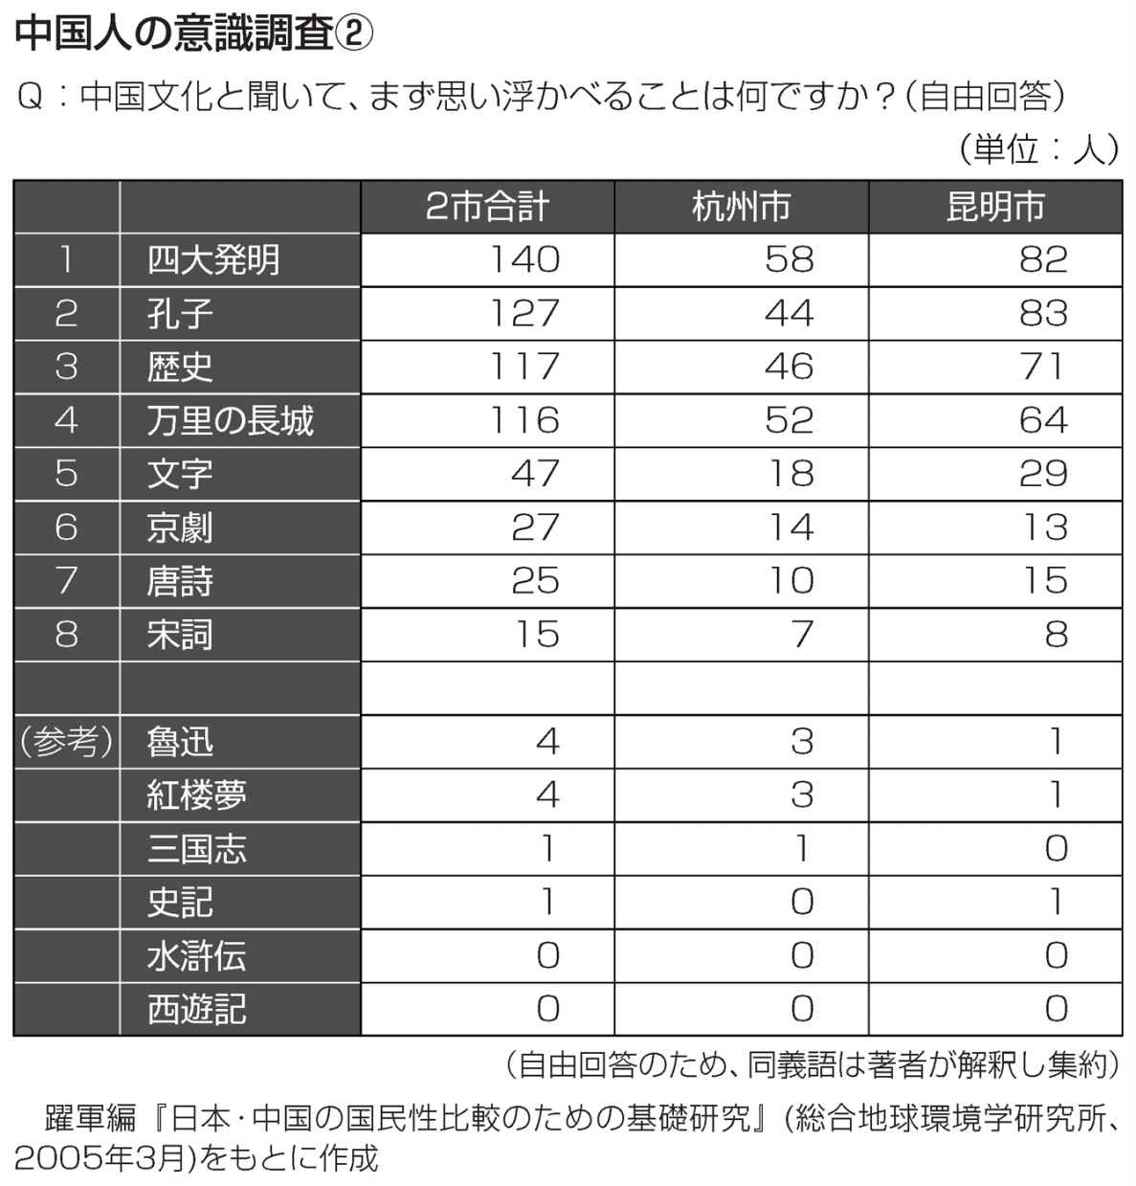 中国人の意識調査②
Q：中国文化と聞いて、まず思い浮かべることは何ですか？（自由回答）
（単位：人）
2市合計 杭州市 昆明市
1 四大発明 140 58 82
2 孔子 127 44 83
3 歴史 117 46 71
4 万里の長城 116 52 64
5 文字 47 18 29
6 京劇 27 14 13
7 唐詩 25 10 15
8 宋詞 15 7 8
（参考） 魯迅 4 3 1
紅楼夢 4 3 1
三国志 1 1 0
史記 1 0 1
水滸伝 0 0 0
西遊記 0 0 0
（自由回答のため、同義語は著者が解釈し集約）
躍軍編『日本・中国の国民性比較のための基礎研究』(総合地球環境学研究所、
2005年3月)をもとに作成